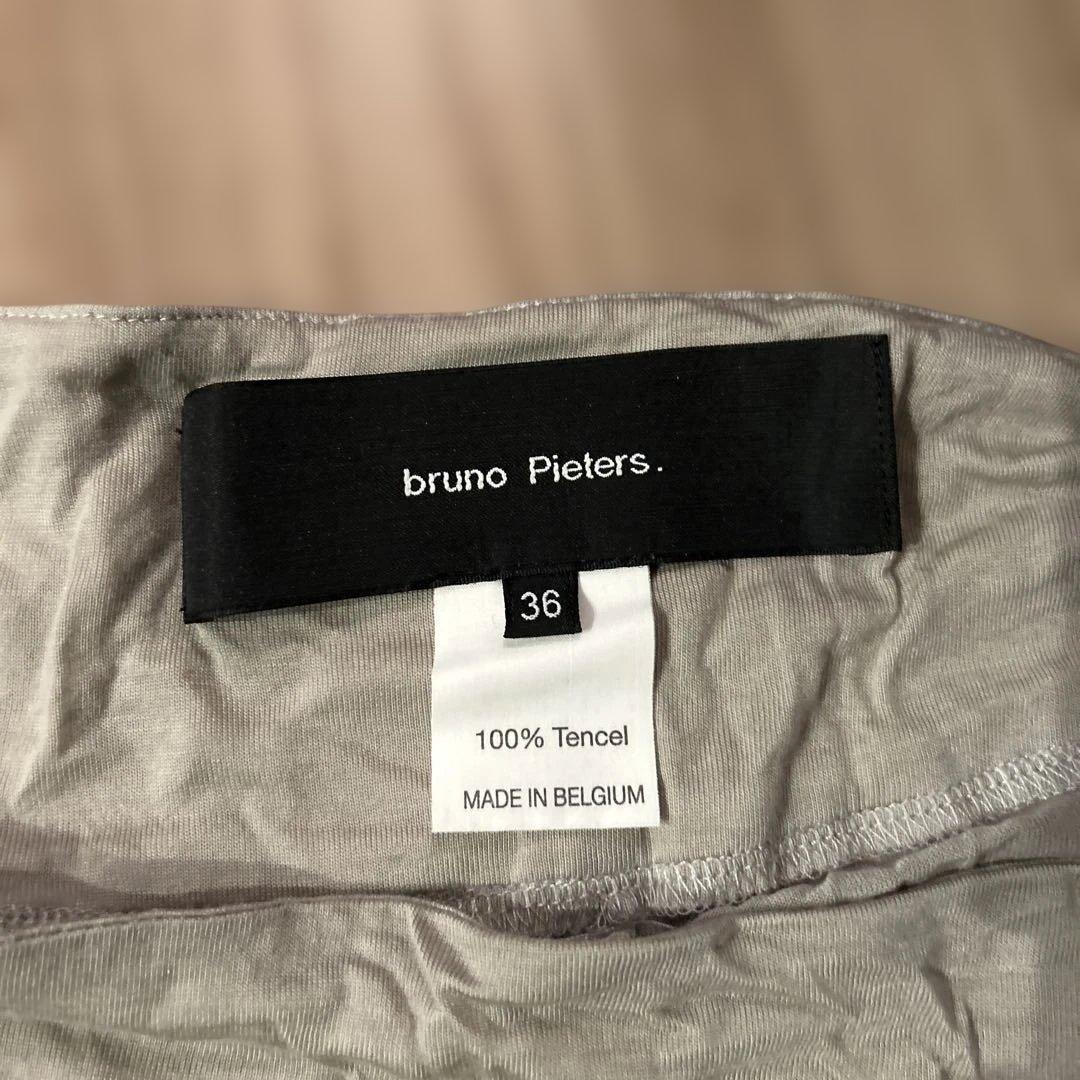 bruno Pieters.
36
100% Tencel
MADE IN BELGIUM